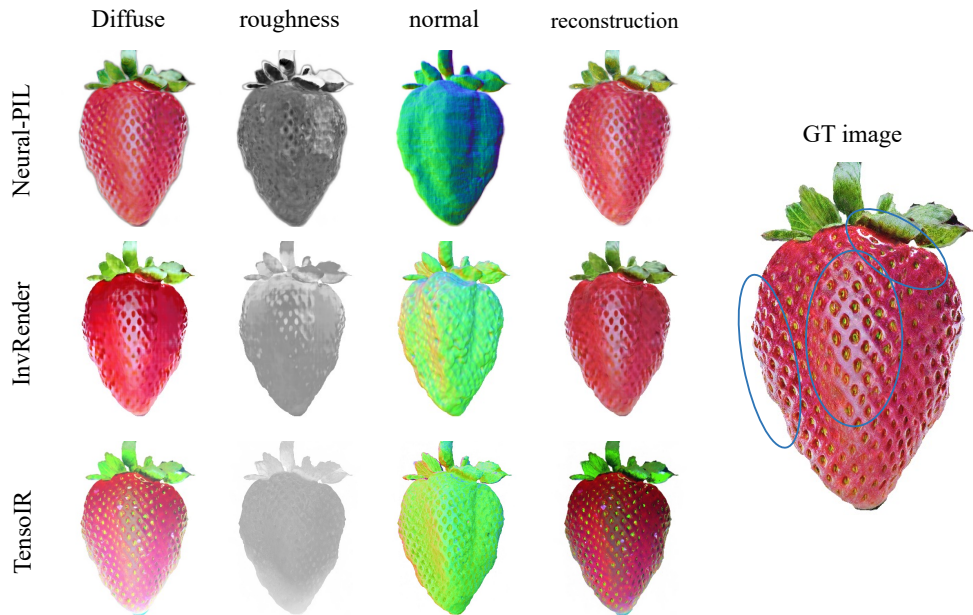 Diffuse roughness normal reconstruction
Neural-PIL
GT image
InvRender
TensoIR